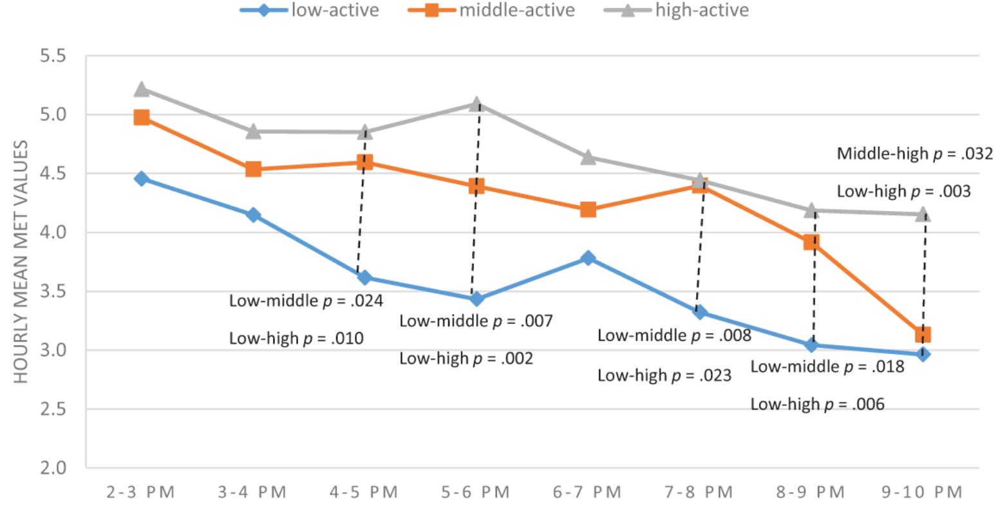 low-active middle-active high-active
5.5
5.0
4.5
4.0
3.5
3.0
2.5
2.0
HOURLY MEAN MET VALUES
Middle-high p = .032
Low-high p = .003
Low-middle p = .024
Low-high p = .010
Low-middle p = .007
Low-high p = .002
Low-middle p = .008
Low-high p = .023
Low-middle p = .018
Low-high p = .006
2-3 PM 3-4 PM 4-5 PM 5-6 PM 6-7 PM 7-8 PM 8-9 PM 9-10 PM